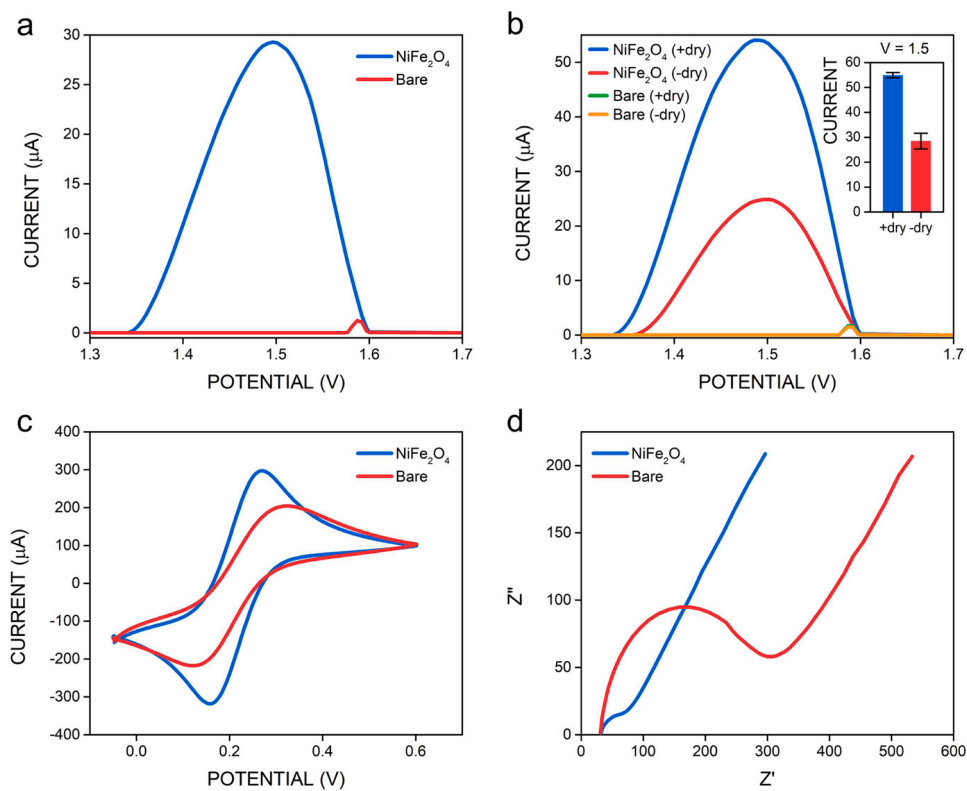 a
30
25
20
15
10
5
0
CURRENT (μA)
NiFe₂O₄
Bare
1.3
1.4
1.5
1.6
1.7
POTENTIAL (V)
b
50
40
30
20
10
0
CURRENT (μA)
NiFe₂O₄ (+dry)
NiFe₂O₄ (-dry)
Bare (+dry)
Bare (-dry)
V = 1.5
60
50
40
30
60
10
0
CURRENT
+dry -dry
1.3
1.4
1.5
1.6
1.7
POTENTIAL (V)
c
400
300
200
100
0
-100
-200
-300
-400
CURRENT (μA)
NiFe₂O₄
Bare
0.0
0.2
0.4
0.6
POTENTIAL (V)
d
200
150
100
50
0
Z"
NiFe₂O₄
Bare
0
100
200
300
400
500
600
Z'